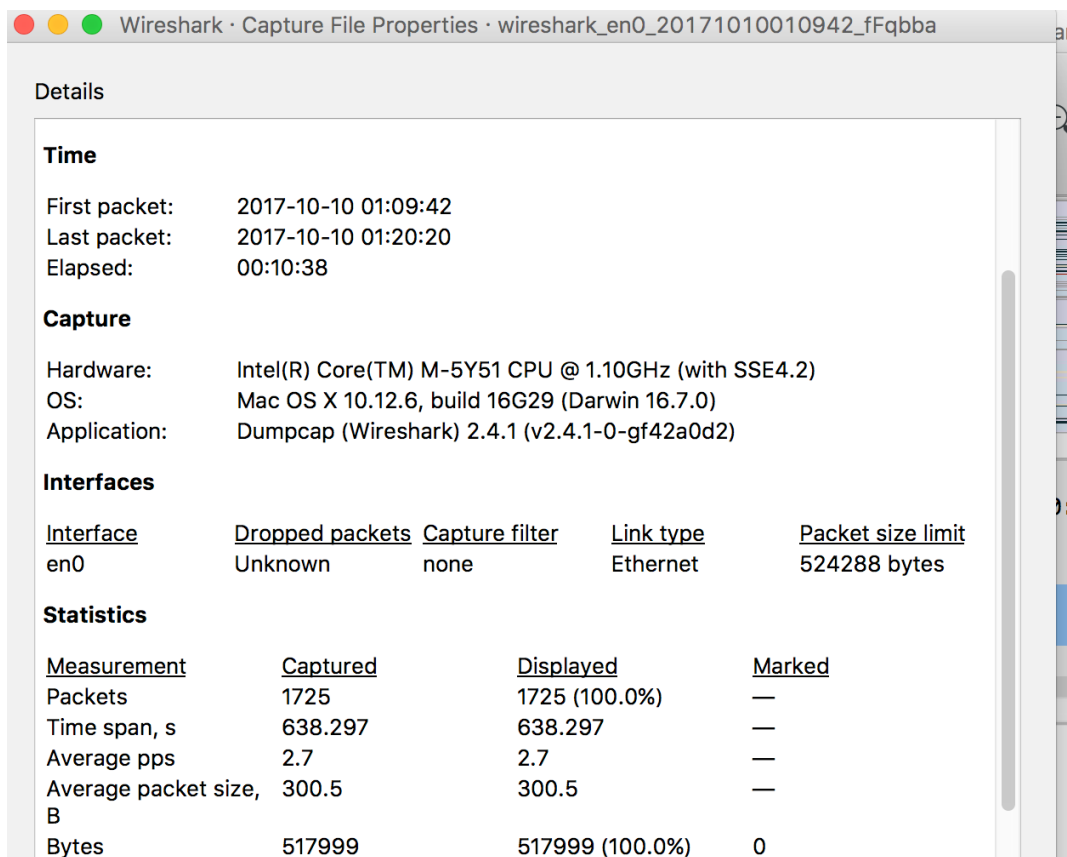 Wireshark · Capture File Properties · wireshark_en0_20171010010942_fFqbba
Details
Time
First packet: 2017-10-10 01:09:42
Last packet: 2017-10-10 01:20:20
Elapsed: 00:10:38
Capture
Hardware: Intel(R) Core(TM) M-5Y51 CPU @ 1.10GHz (with SSE4.2)
OS: Mac OS X 10.12.6, build 16G29 (Darwin 16.7.0)
Application: Dumpcap (Wireshark) 2.4.1 (v2.4.1-0-gf42a0d2)
Interfaces
Interface Dropped packets Capture filter Link type Packet size limit
en0 Unknown none Ethernet 524288 bytes
Statistics
Measurement Captured Displayed Marked
Packets 1725 1725 (100.0%) —
Time span, s 638.297 638.297 —
Average pps 2.7 2.7 —
Average packet size, 300.5 300.5 —
B
Bytes 517999 517999 (100.0%) 0